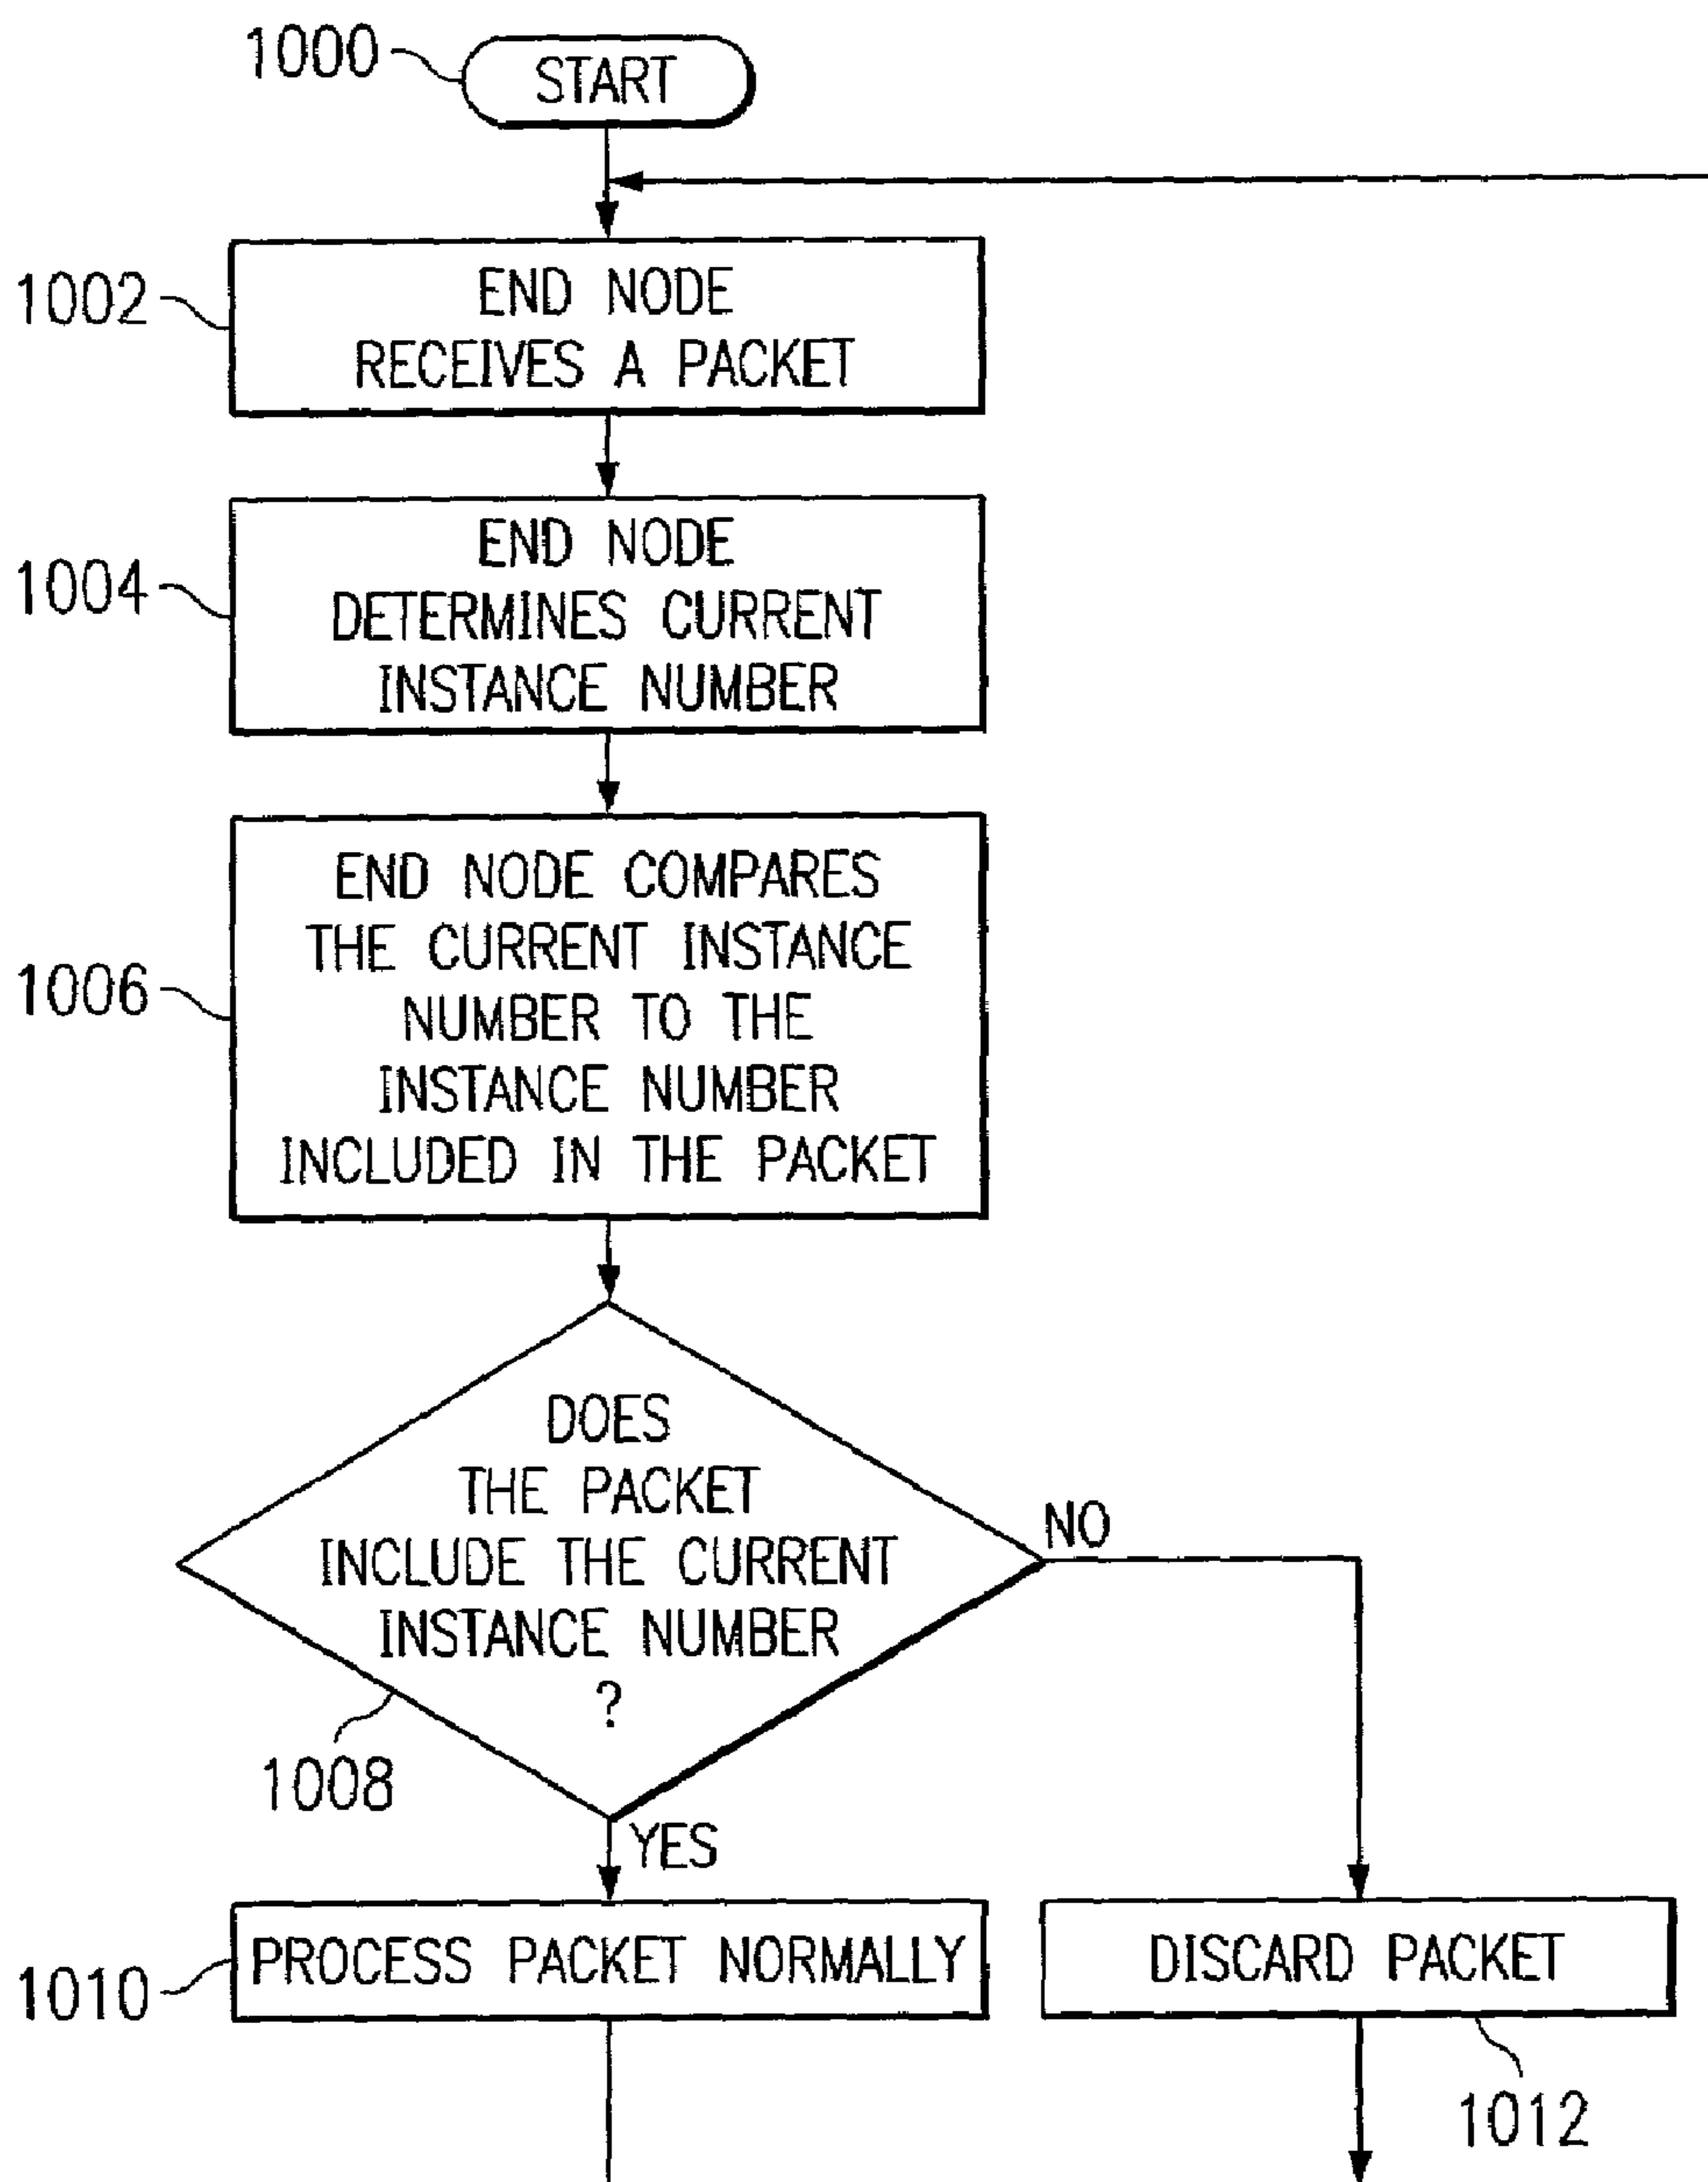 1000
START
1002
END NODE
RECEIVES A PACKET
1004
END NODE
DETERMINES CURRENT
INSTANCE NUMBER
1006
END NODE COMPARES
THE CURRENT INSTANCE
NUMBER TO THE
INSTANCE NUMBER
INCLUDED IN THE PACKET
DOES
THE PACKET
INCLUDE THE CURRENT
INSTANCE NUMBER
?
NO
1008
YES
1010
PROCESS PACKET NORMALLY
DISCARD PACKET
1012